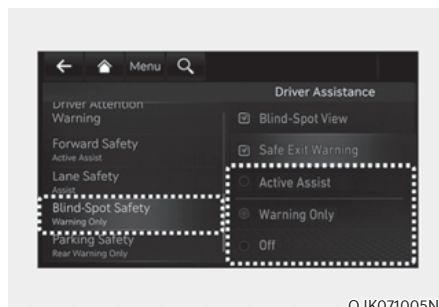 Menu
Driver Assistance
Driver Attention
Warning
Forward Safety
Active Assist
Lane Safety
Assist
Blind-Spot Safety
Warning Only
Parking Safety
Rear Warning Only
Blind-Spot View
Safe Exit Warning
Active Assist
Warning Only
Off
OJK071005N